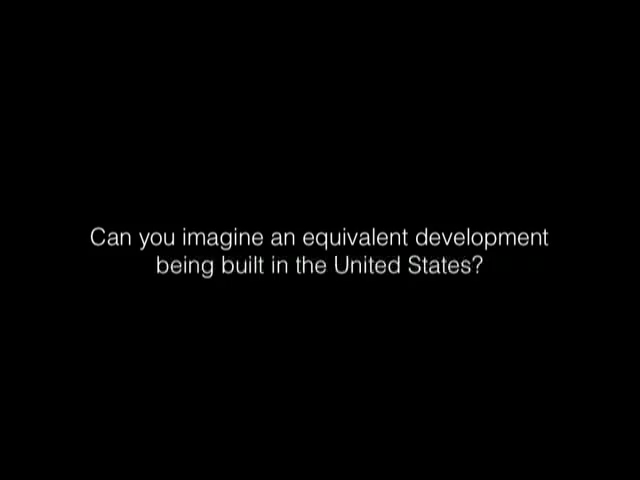 Can you imagine an equivalent development
being built in the United States?